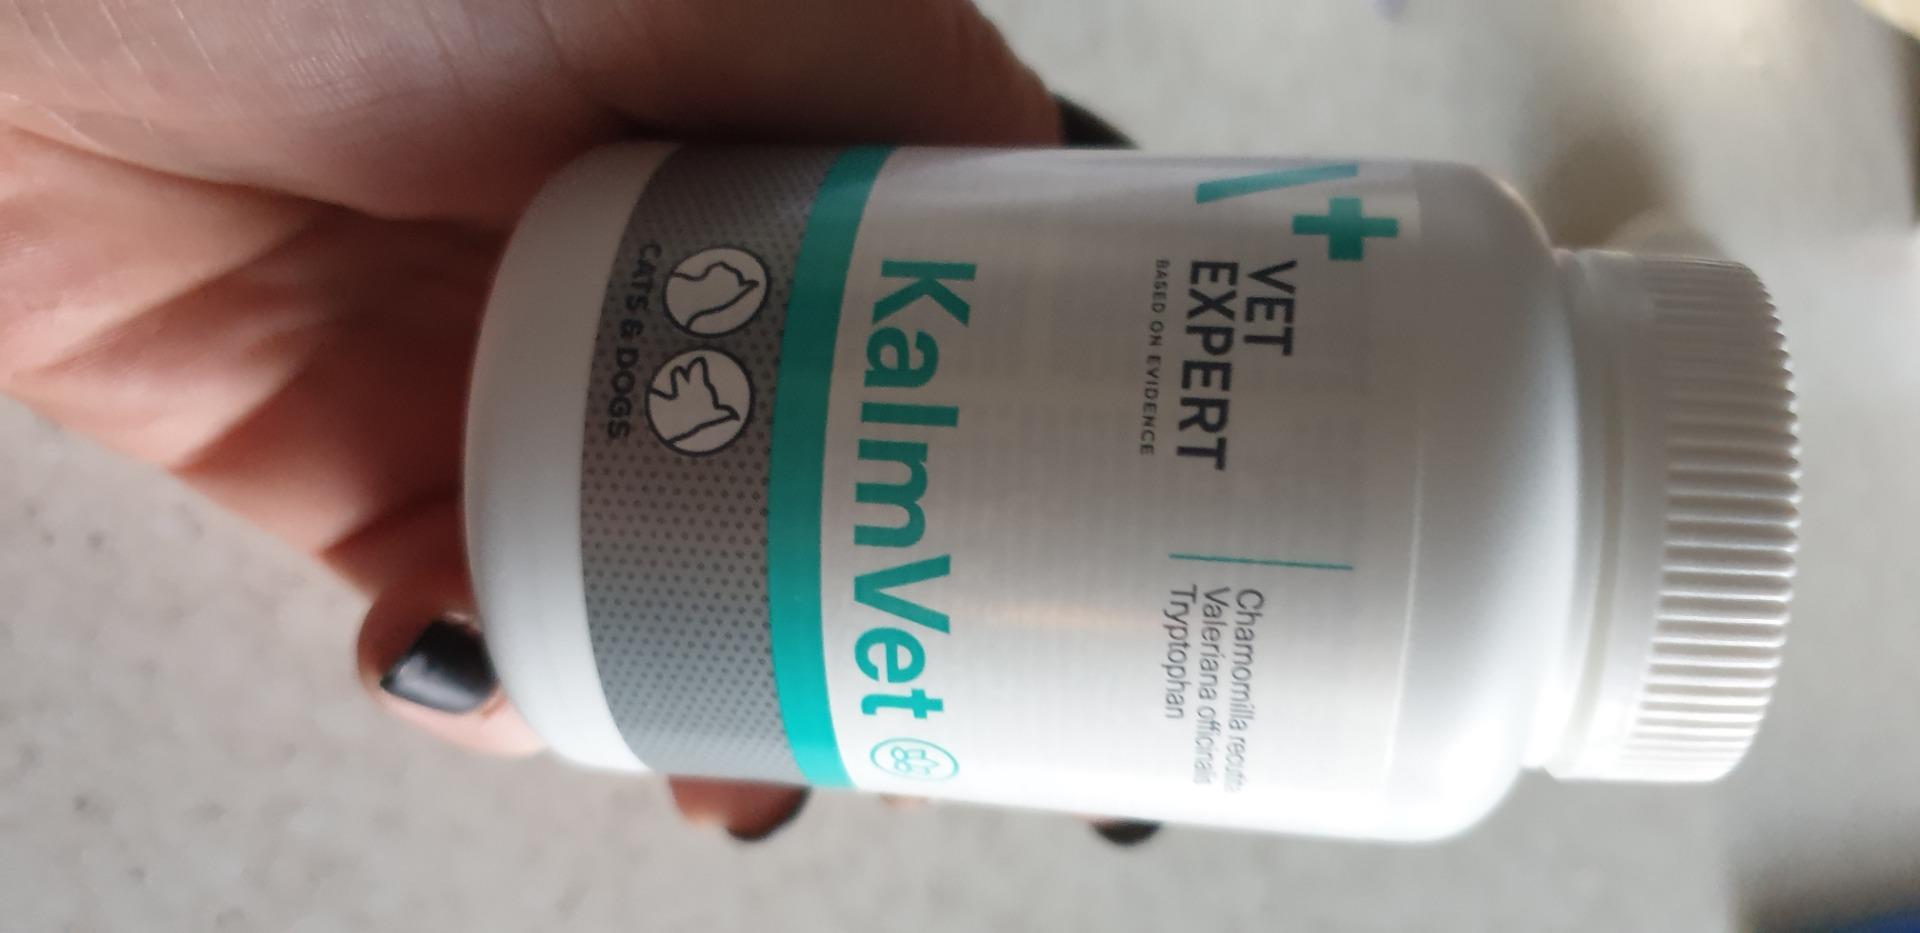 V+
VET
EXPERT
BASED ON EVIDENCE
Chamomilla recutita
Valeriana officinalis
Tryptophan
KalmVet
CATS & DOGS